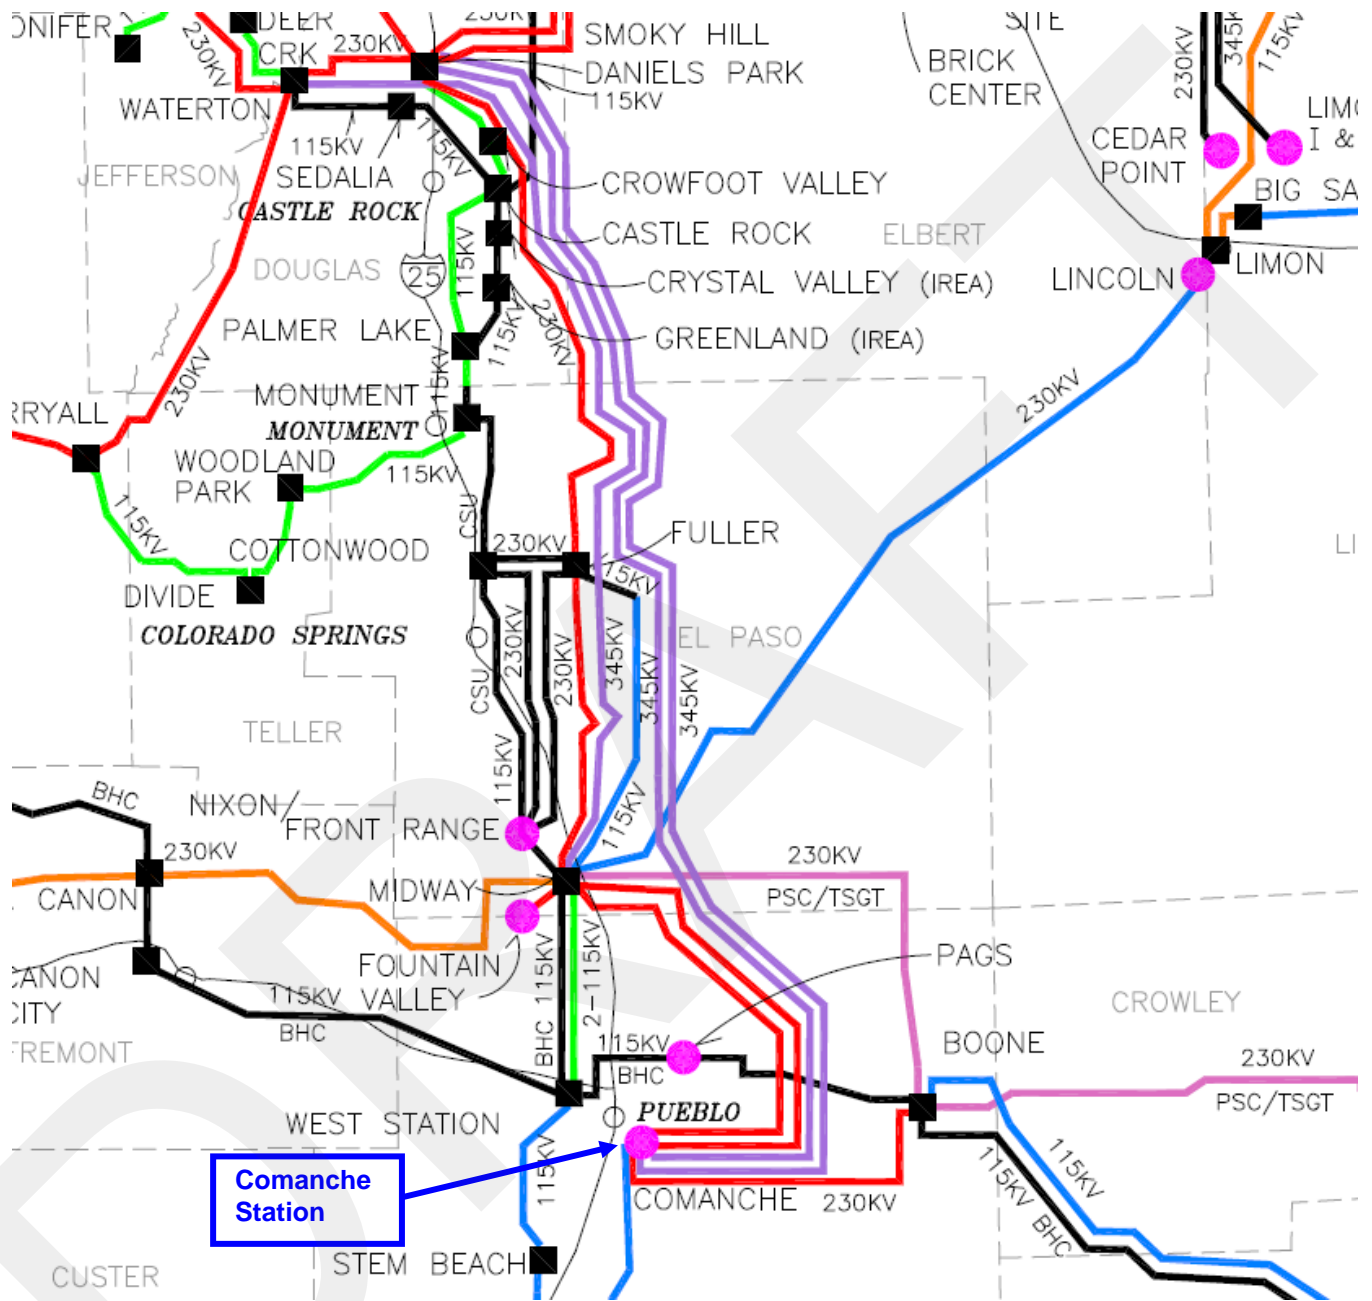 ONIFER
DEER
CRK
230KV
230KV
230K
SMOKY HILL
DANIELS PARK
115KV
SITE
BRICK
CENTER
230KV
345K
115KV
WATERTON
115KV
115KV
JEFFERSON
SEDALIA
CASTLE ROCK
CROWFOOT VALLEY
CEDAR
POINT
LIMO
I &
BIG SA
CASTLE ROCK
ELBERT
DOUGLAS
25
115KV
CRYSTAL VALLEY (IREA)
LINCOLN
LIMON
PALMER LAKE
115KV
230KV
GREENLAND (IREA)
230KV
115KV
MONUMENT
MONUMENT
230KV
RRYALL
WOODLAND
PARK
115KV
115KV
CSU
COTTONWOOD
230KV
FULLER
115KV
LI
DIVIDE
COLORADO SPRINGS
EL PASO
230KV
230KV
345KV
345KV
345KV
CSU
TELLER
115KV
115KV
BHC
NIXON/
FRONT RANGE
230KV
230KV
CANON
MIDWAY
PSC/TSGT
FOUNTAIN
VALLEY
PAGS
CANON
CITY
115KV
BHC
BHC 115KV
2-115KV
CROWLEY
FREMONT
115KV
BHC
BOONE
230KV
PSC/TSGT
WEST STATION
PUEBLO
115KV
Comanche
Station
COMANCHE
230KV
115KV BHC
115KV
STEM BEACH
CUSTER
DRAFT